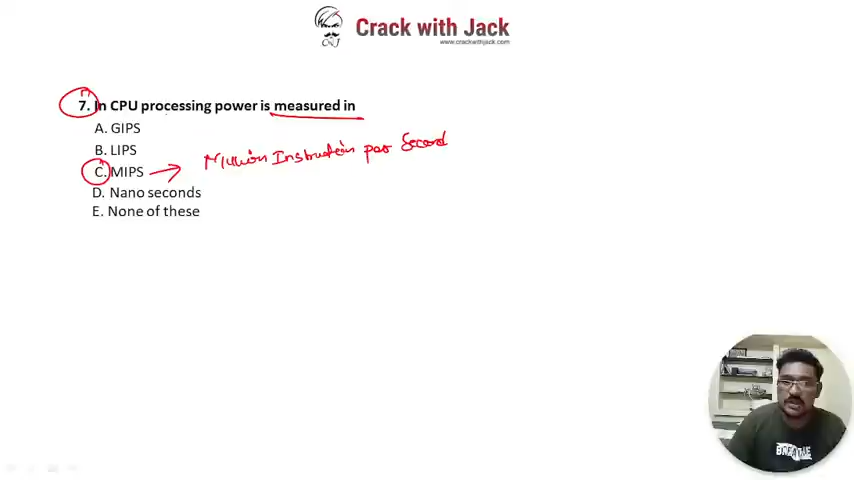 CWJ
Crack with Jack
www.crackwithjack.com
7. In CPU processing power is measured in
A. GIPS
B. LIPS
C. MIPS → Million Instruction per Second
D. Nano seconds
E. None of these